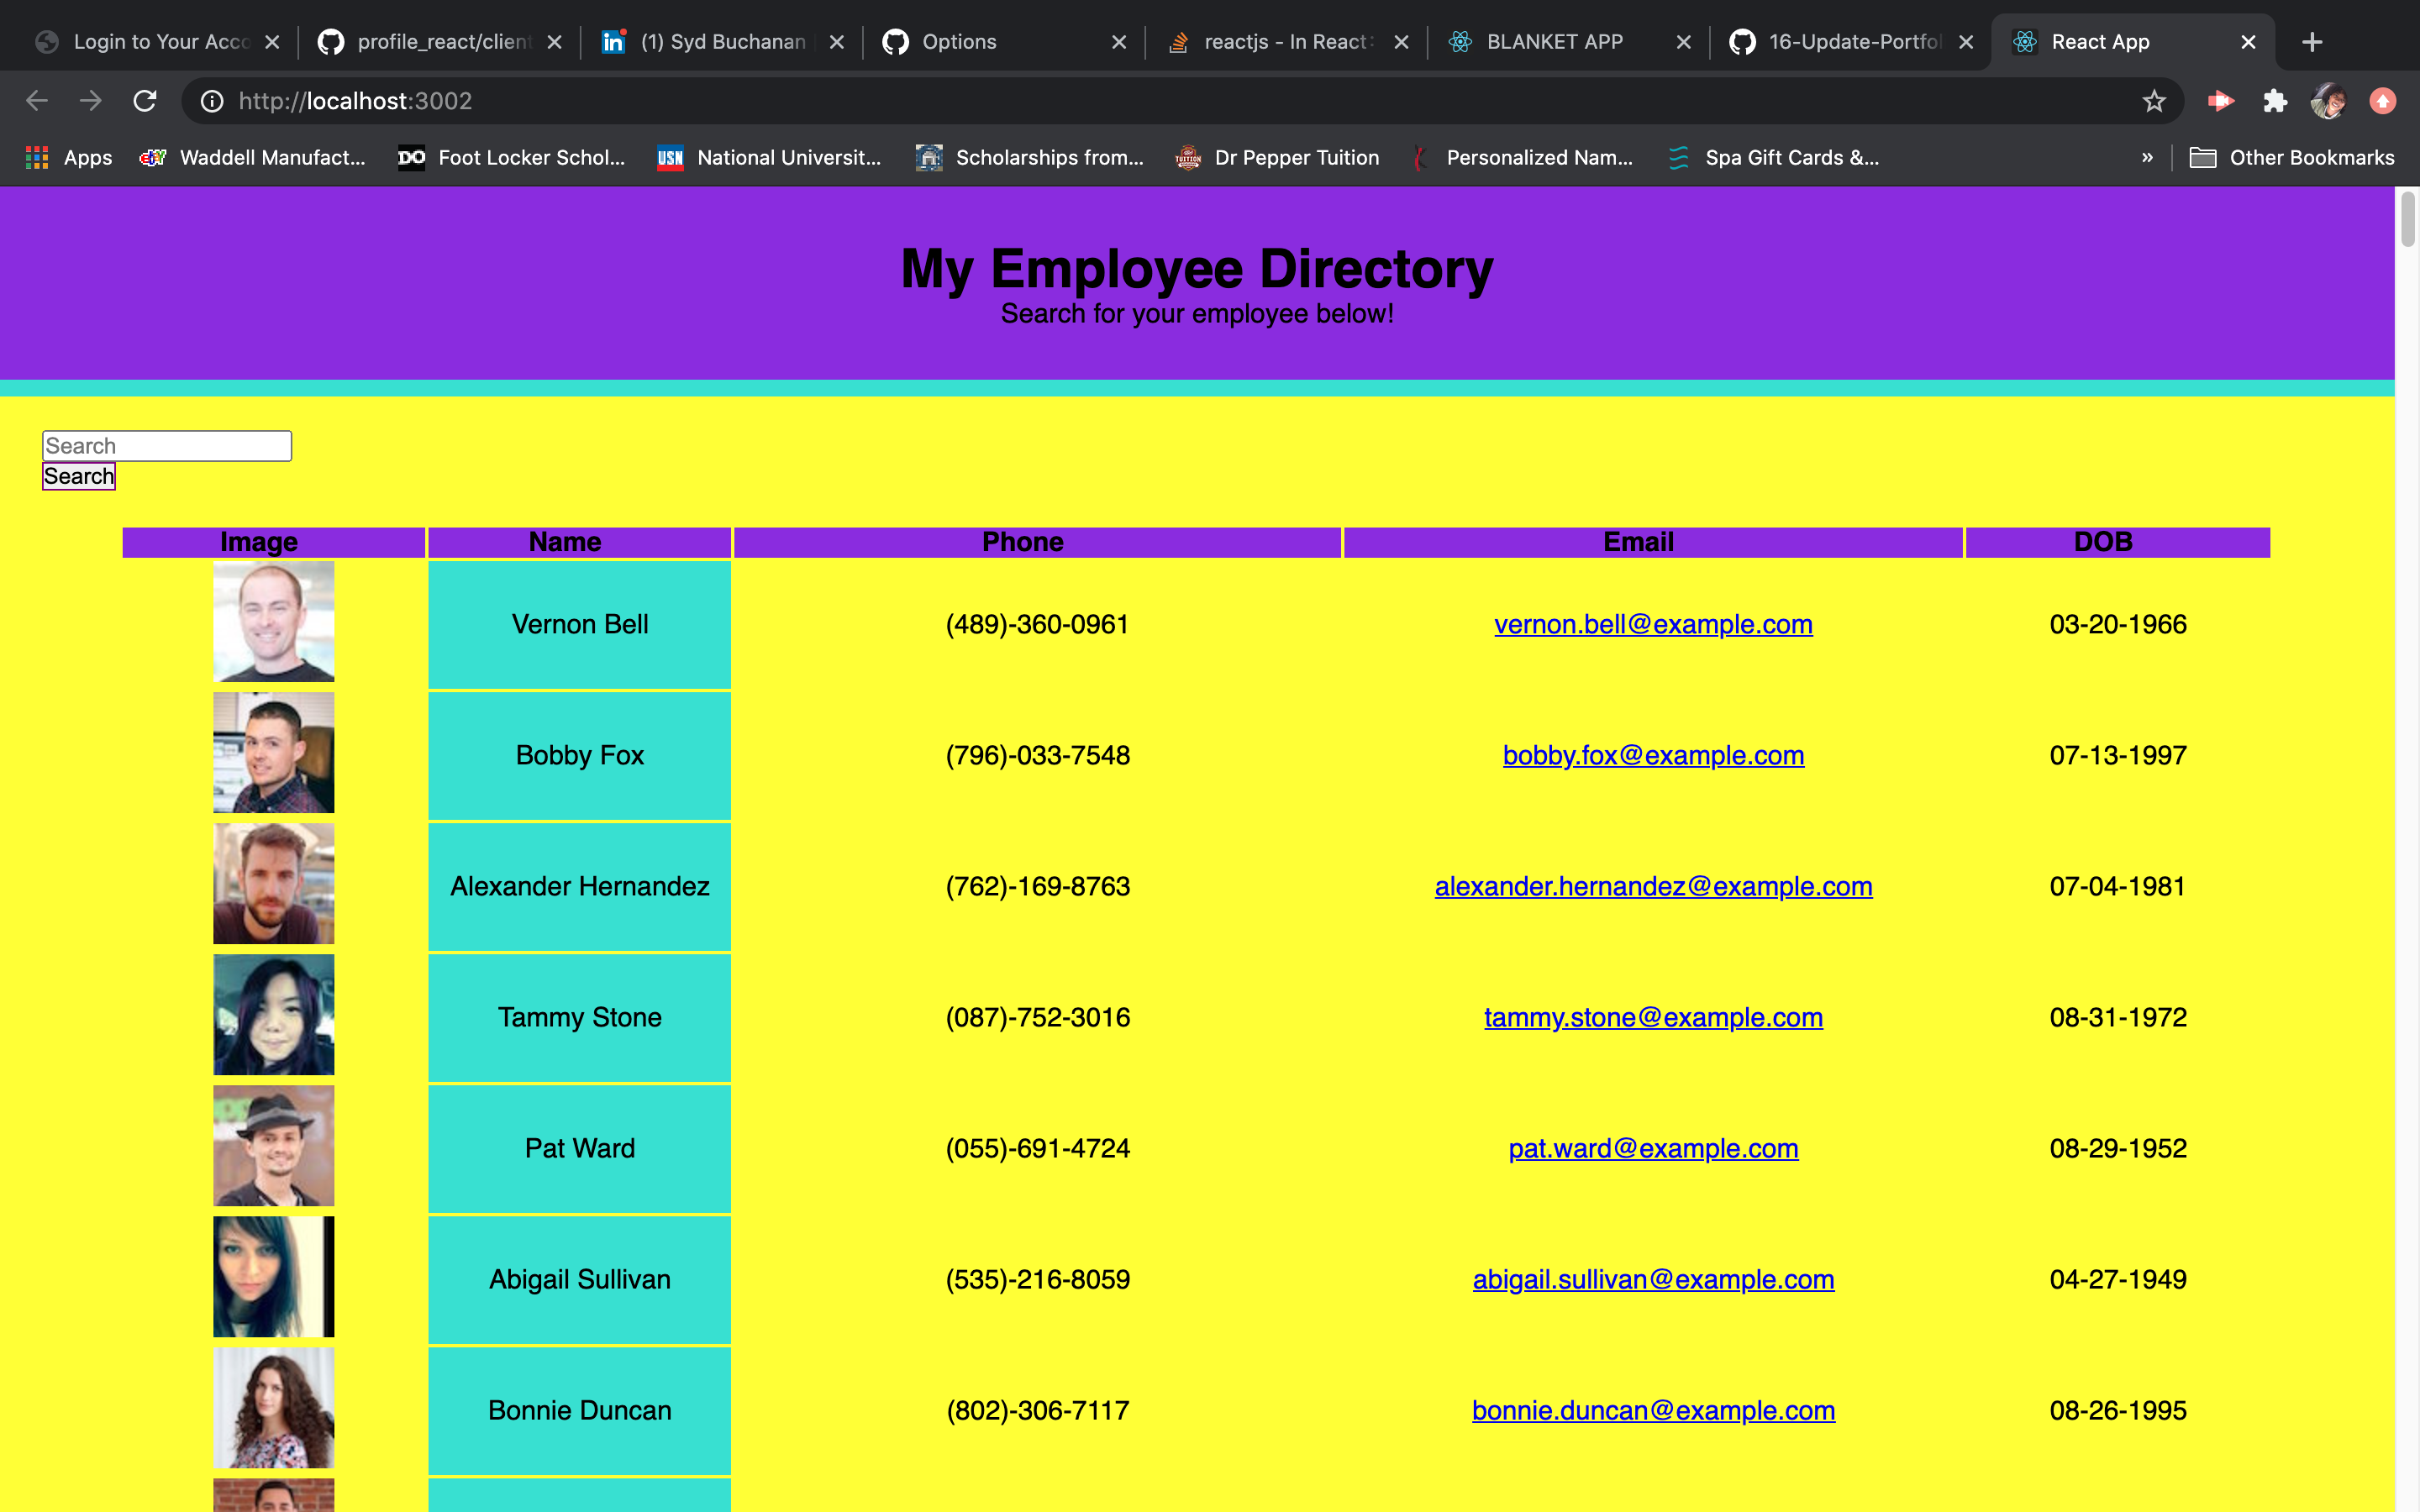 Login to Your Acco
profile_react/client
(1) Syd Buchanan
Options
reactjs - In React
BLANKET APP
16-Update-Portfol
React App
http://localhost:3002
Apps
Waddell Manufact...
DO Foot Locker Schol...
USN National Universit...
Scholarships from...
Dr Pepper Tuition
Personalized Nam...
Spa Gift Cards &...
»
Other Bookmarks
My Employee Directory
Search for your employee below!
Search
Search
Image Name Phone Email DOB
Vernon Bell (489)-360-0961 vernon.bell@example.com 03-20-1966
Bobby Fox (796)-033-7548 bobby.fox@example.com 07-13-1997
Alexander Hernandez (762)-169-8763 alexander.hernandez@example.com 07-04-1981
Tammy Stone (087)-752-3016 tammy.stone@example.com 08-31-1972
Pat Ward (055)-691-4724 pat.ward@example.com 08-29-1952
Abigail Sullivan (535)-216-8059 abigail.sullivan@example.com 04-27-1949
Bonnie Duncan (802)-306-7117 bonnie.duncan@example.com 08-26-1995